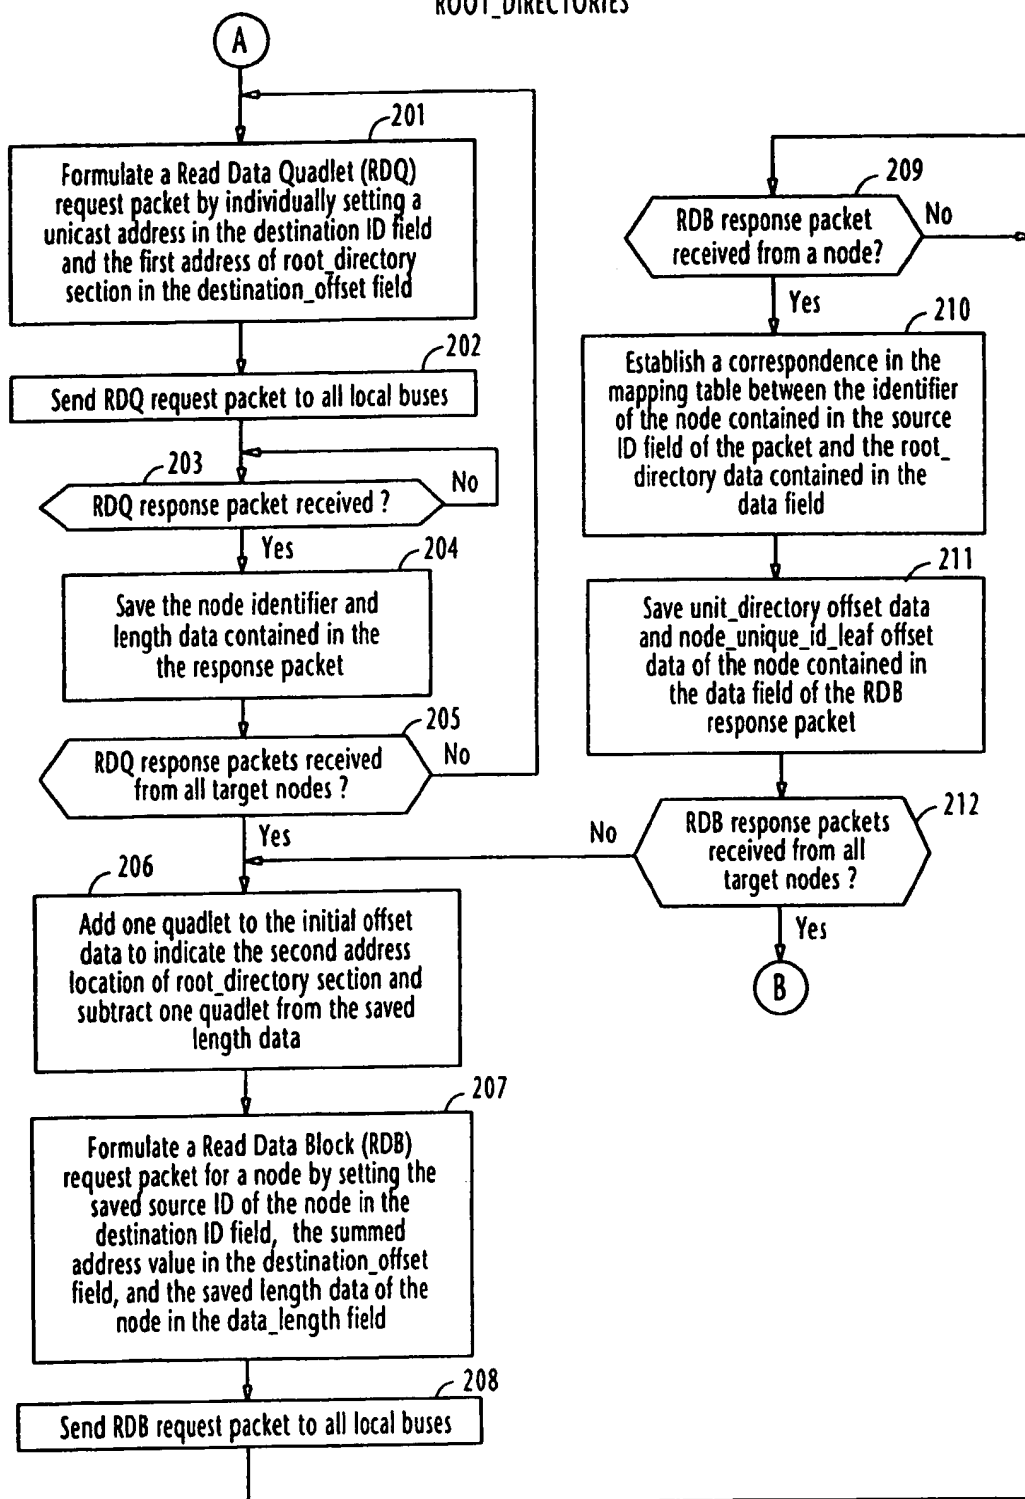 ROOT_DIRECTORIES
A
201
Formulate a Read Data Quadlet (RDQ)
request packet by individually setting a
unicast address in the destination ID field
and the first address of root_directory
section in the destination_offset field
202
Send RDQ request packet to all local buses
203
RDQ response packet received ?
No
Yes
204
Save the node identifier and
length data contained in the
the response packet
205
RDQ response packets received
from all target nodes ?
No
Yes
206
Add one quadlet to the initial offset
data to indicate the second address
location of root_directory section and
subtract one quadlet from the saved
length data
207
Formulate a Read Data Block (RDB)
request packet for a node by setting the
saved source ID of the node in the
destination ID field, the summed
address value in the destination_offset
field, and the saved length data of the
node in the data_length field
208
Send RDB request packet to all local buses
209
RDB response packet
received from a node?
No
Yes
210
Establish a correspondence in the
mapping table between the identifier
of the node contained in the source
ID field of the packet and the root_
directory data contained in the
data field
211
Save unit_directory offset data
and node_unique_id_leaf offset
data of the node contained in
the data field of the RDB
response packet
212
RDB response packets
received from all
target nodes ?
No
Yes
B